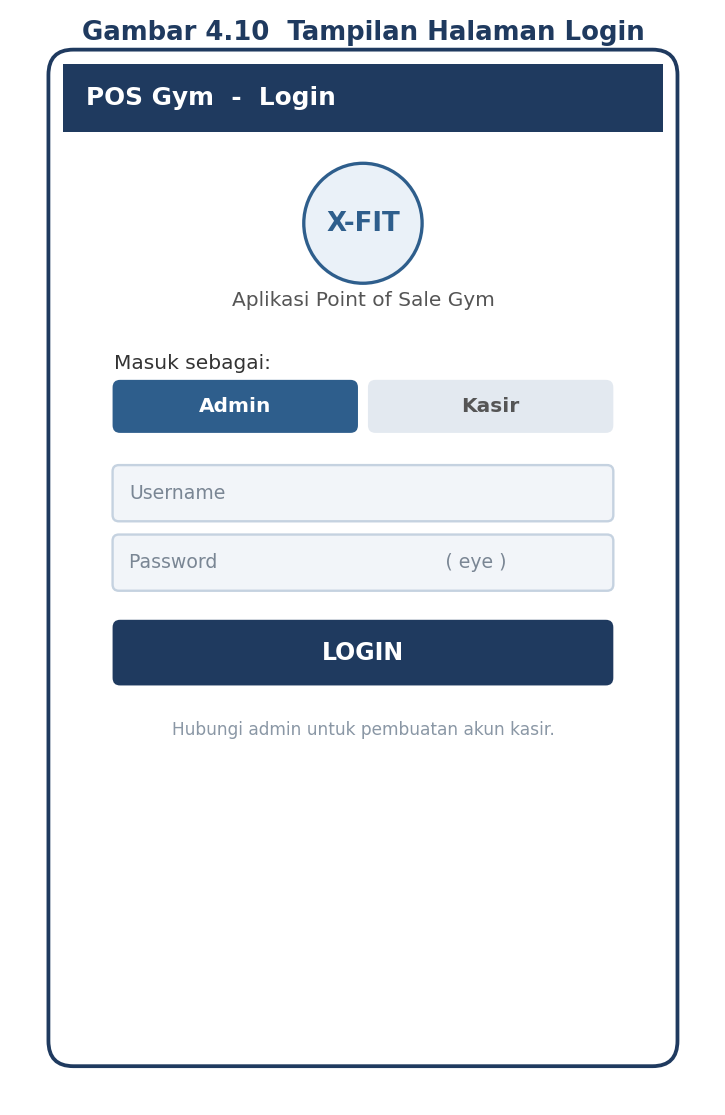 Gambar 4.10  Tampilan Halaman Login
POS Gym  -  Login
X-FIT
Aplikasi Point of Sale Gym
Masuk sebagai:
Admin
Kasir
Username
Password ( eye )
LOGIN
Hubungi admin untuk pembuatan akun kasir.